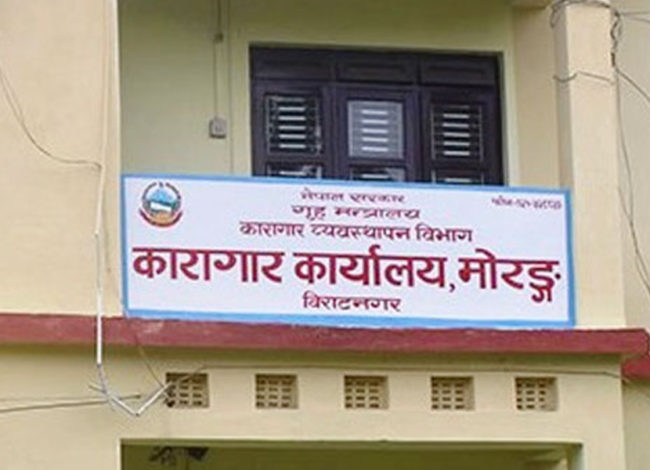 नेपाल सरकार
गृह मन्त्रालय
कारागार व्यवस्थापन विभाग
कारागार कार्यालय, मोरङ्ग
विराटनगर